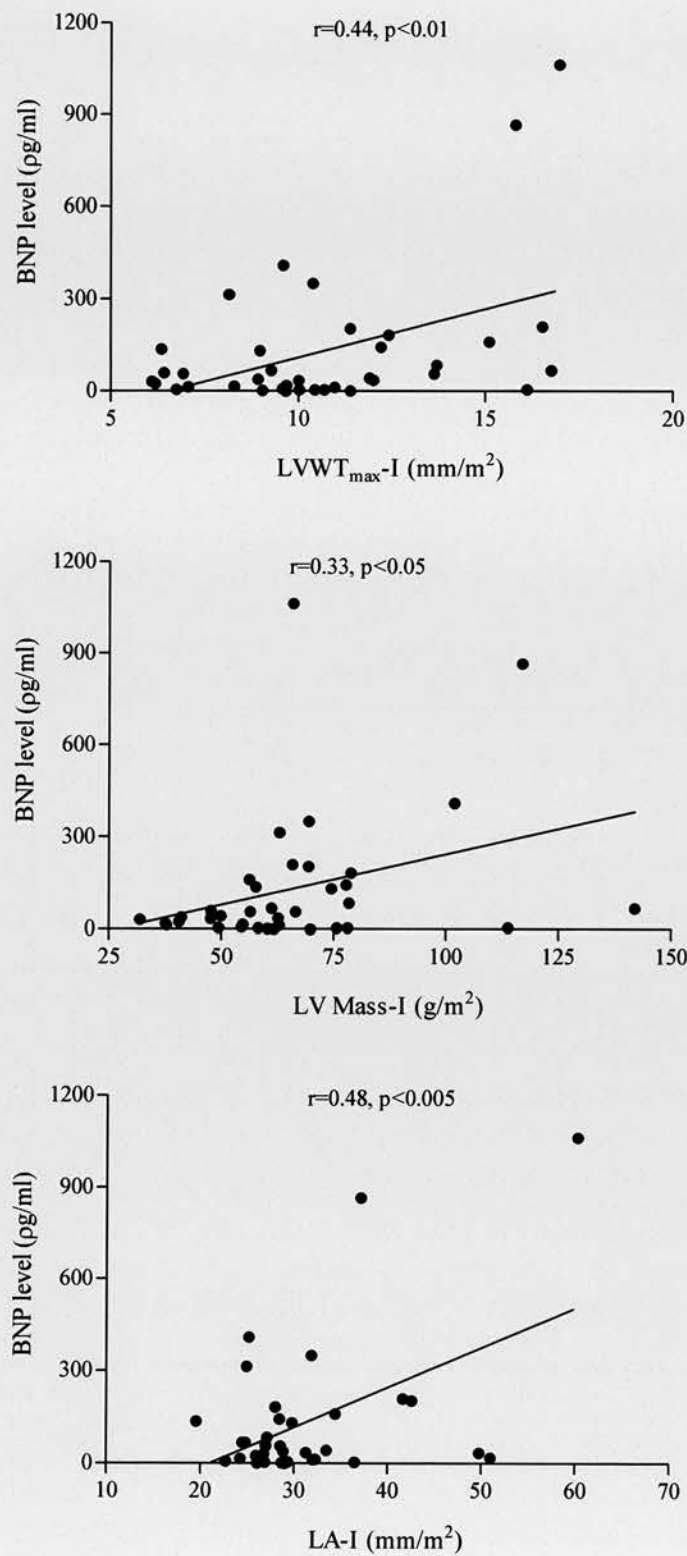 r=0.44, p<0.01
1200
900
600
300
0
BNP level (ρg/ml)
5 10 15 20
LVWTmax-I (mm/m²)
r=0.33, p<0.05
1200
900
600
300
0
BNP level (ρg/ml)
25 50 75 100 125 150
LV Mass-I (g/m²)
r=0.48, p<0.005
1200
900
600
300
0
BNP level (ρg/ml)
10 20 30 40 50 60 70
LA-I (mm/m²)